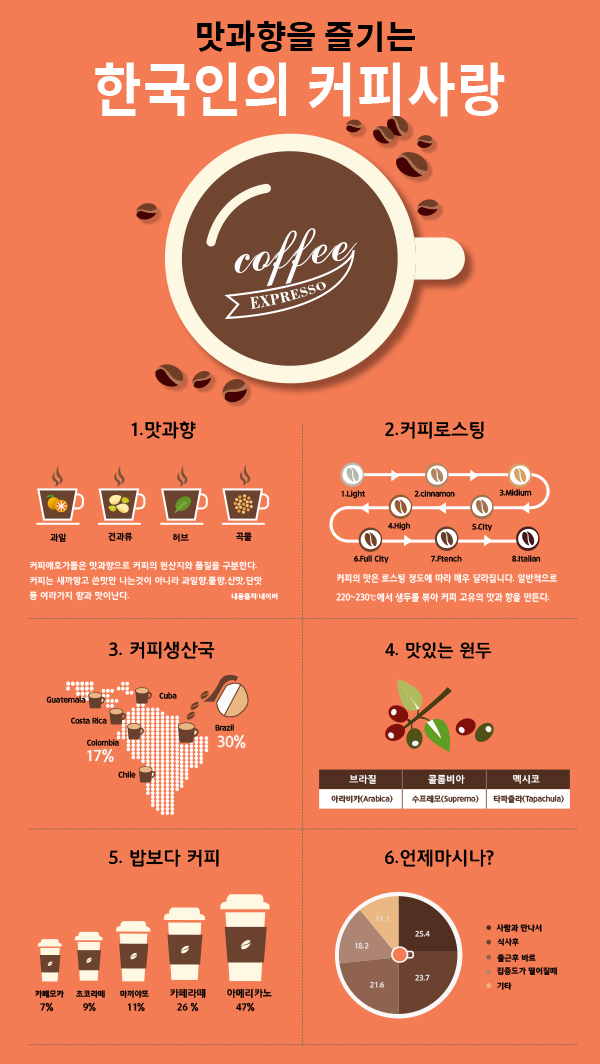 맛과향을 즐기는
한국인의 커피사랑
coffee
EXPRESSO
1.맛과향
과일
견과류
허브
곡물
커피애호가들은 맛과향으로 커피의 원산지와 품질을 구분한다.
커피는 새까맣고 쓴맛만 나는것이 아니라 과일향.풀향.신맛,단맛
등 여러가지 향과 맛이난다.
내용출처:네이버
2.커피로스팅
1.Light
2.cinnamon
3.Midium
4.High
5.City
6.Full City
7.Ftench
8.Italian
커피의 맛은 로스팅 정도에 따라 매우 달라집니다. 일반적으로
220~230℃에서 생두를 볶아 커피 고유의 맛과 향을 만든다.
3. 커피생산국
Guatemala
Cuba
Costa Rica
Brazil
30%
Colombia
17%
Chile
4. 맛있는 원두
브라질 콜롬비아 멕시코
아라비카(Arabica) 수프레모(Supremo) 타파출라(Tapachula)
5. 밥보다 커피
카페모카
7%
초코라떼
9%
마끼아또
11%
카페라떼
26 %
아메리카노
47%
6.언제마시나?
11.1
25.4
18.2
21.6
23.7
사람과 만나서
식사후
출근후 바로
집중도가 떨어질때
기타